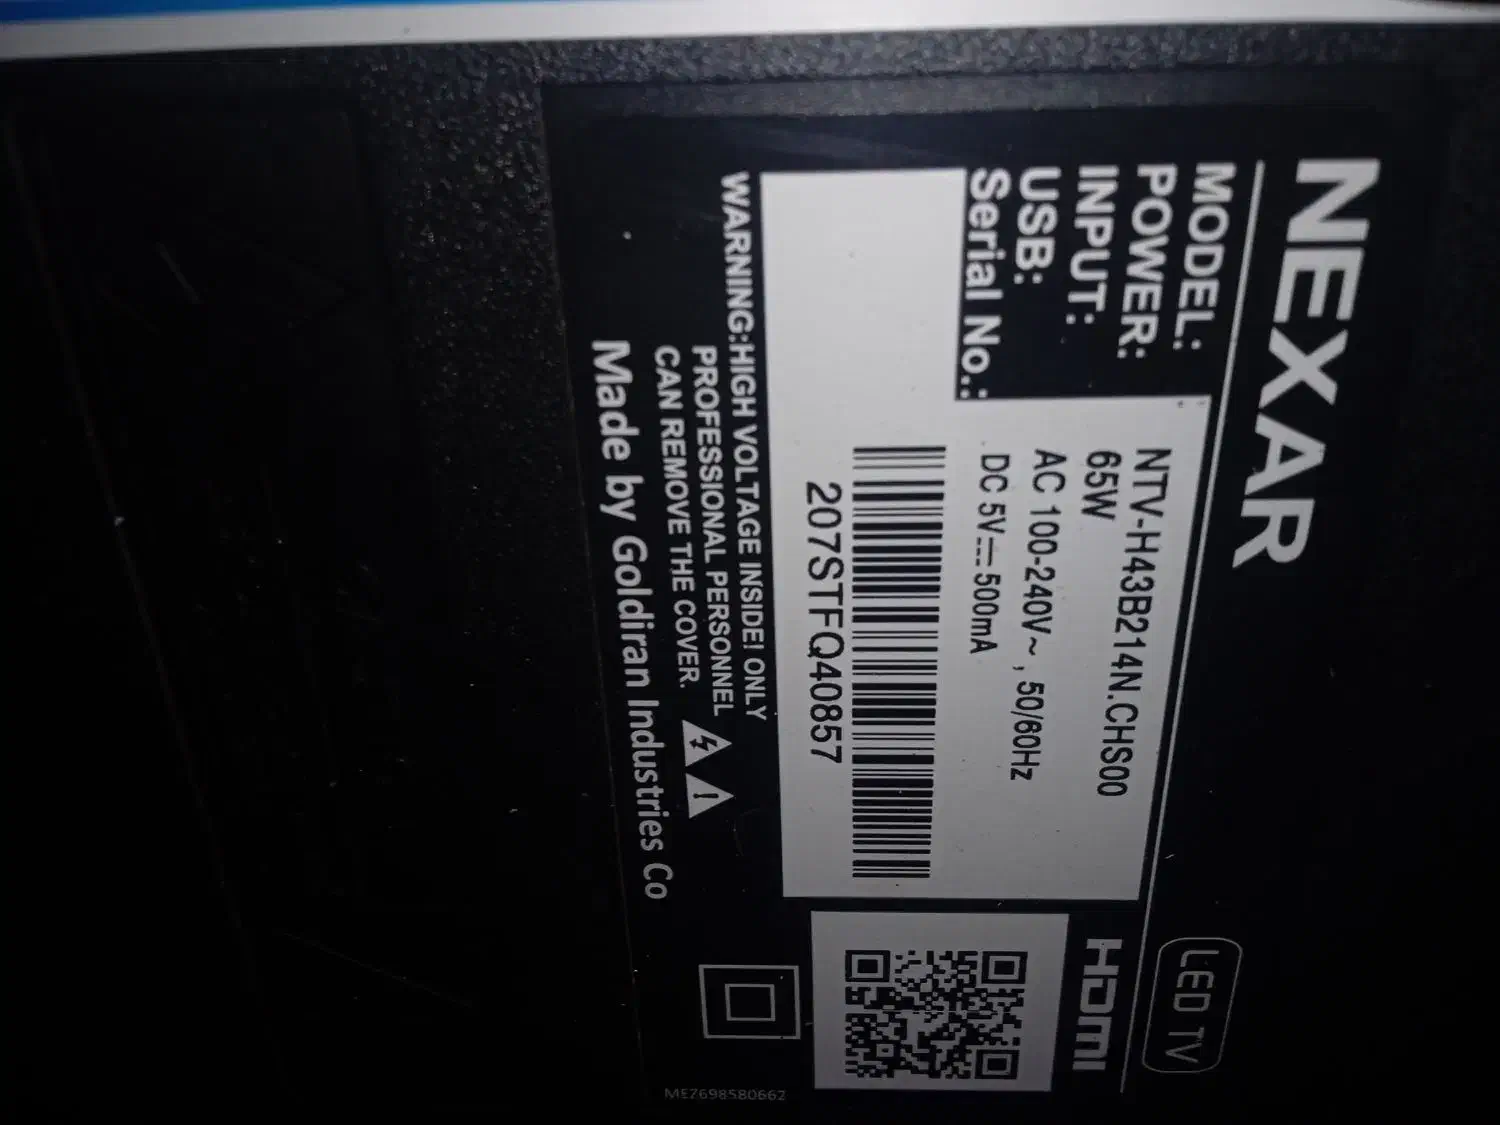 NEXAR
LED TV
MODEL: NTV-H43B214N.CHS00
POWER: 65W
INPUT: AC 100-240V~, 50/60Hz
USB: DC 5V⎓500mA
Serial No.:
207STFQ40857
HDMI
WARNING:HIGH VOLTAGE INSIDE! ONLY
PROFESSIONAL PERSONNEL
CAN REMOVE THE COVER.
Made by Goldiran Industries Co
MEZ698580662